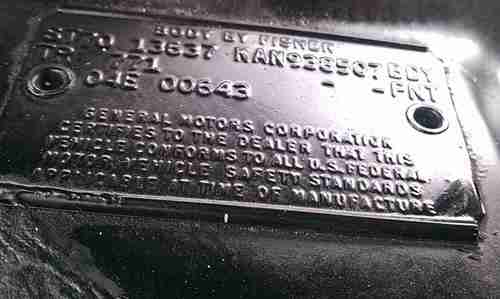 BODY BY FISHER
ST 70 13637 KAN938907 BDY
TR 771 - - PNT
04E 00643
GENERAL MOTORS CORPORATION
CERTIFIES TO THE DEALER THAT THIS
VEHICLE CONFORMS TO ALL U.S. FEDERAL
MOTOR VEHICLE SAFETY STANDARDS
APPLICABLE AT TIME OF MANUFACTURE